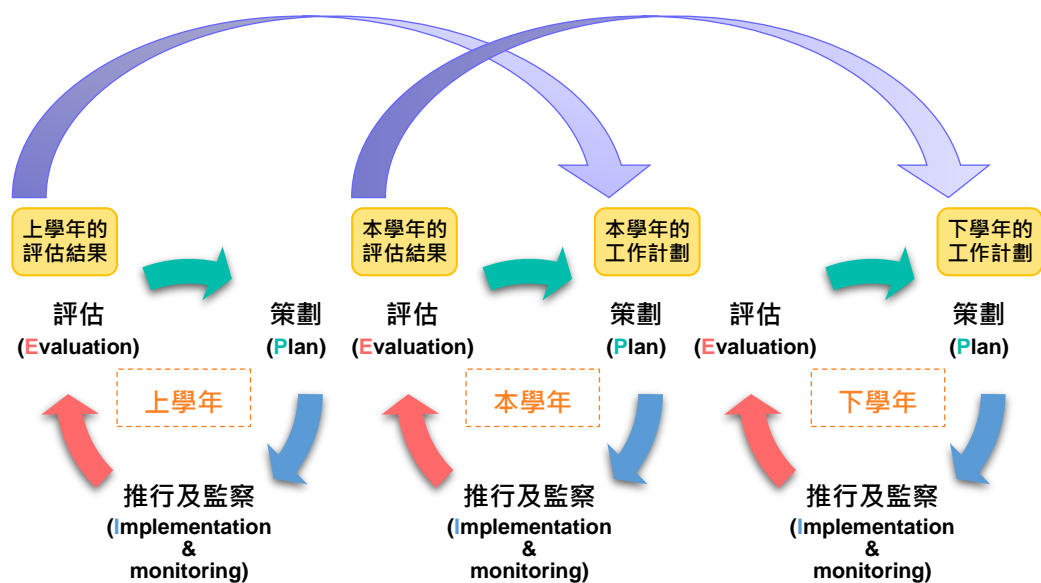 上學年的
評估結果
本學年的
評估結果
本學年的
工作計劃
下學年的
工作計劃
評估
(Evaluation)
策劃
(Plan)
評估
(Evaluation)
策劃
(Plan)
評估
(Evaluation)
策劃
(Plan)
上學年
本學年
下學年
推行及監察
(Implementation
&
monitoring)
推行及監察
(Implementation
&
monitoring)
推行及監察
(Implementation
&
monitoring)